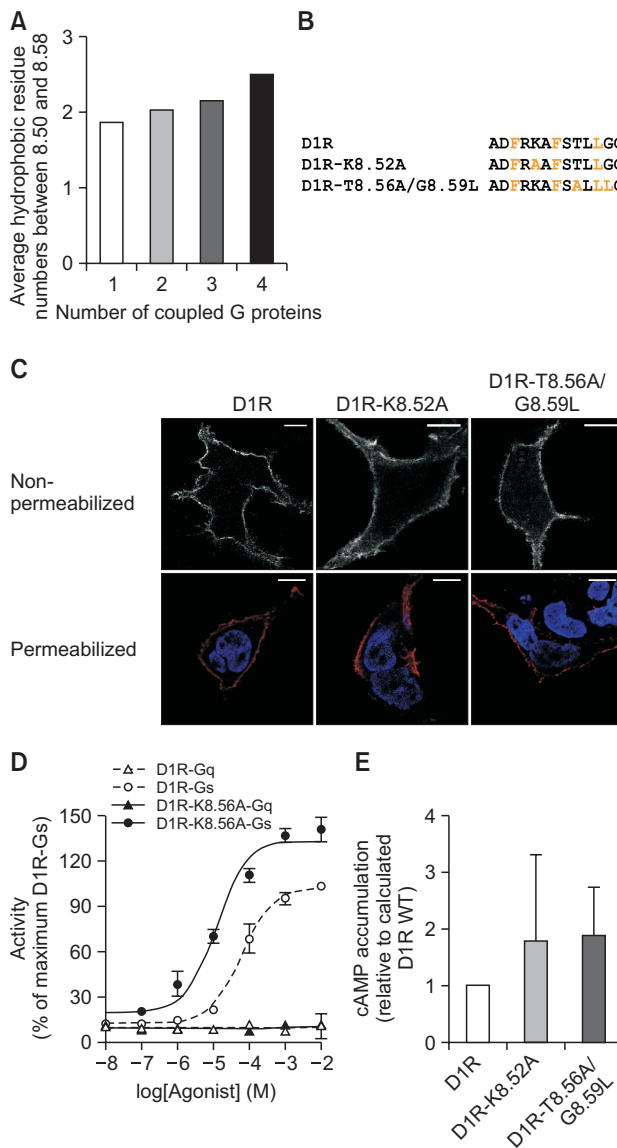 A
Average hydrophobic residue
numbers between 8.50 and 8.58
3
2
1
0
1 2 3 4
Number of coupled G proteins
B
D1R ADFRKAFSTLLG
D1R-K8.52A ADFRAAFSTLLG
D1R-T8.56A/G8.59L ADFRKAFSALLL
C
D1R
D1R-K8.52A
D1R-T8.56A/
G8.59L
Non-
permeabilized
Permeabilized
D
D1R-Gq
D1R-Gs
D1R-K8.56A-Gq
D1R-K8.56A-Gs
Activity
(% of maximum D1R-Gs)
150
120
90
60
30
0
−8 −7 −6 −5 −4 −3 −2
log[Agonist] (M)
E
cAMP accumulation
(relative to calculated
D1R WT)
4
3
2
1
0
D1R
D1R-K8.52A
D1R-T8.56A/
G8.59L